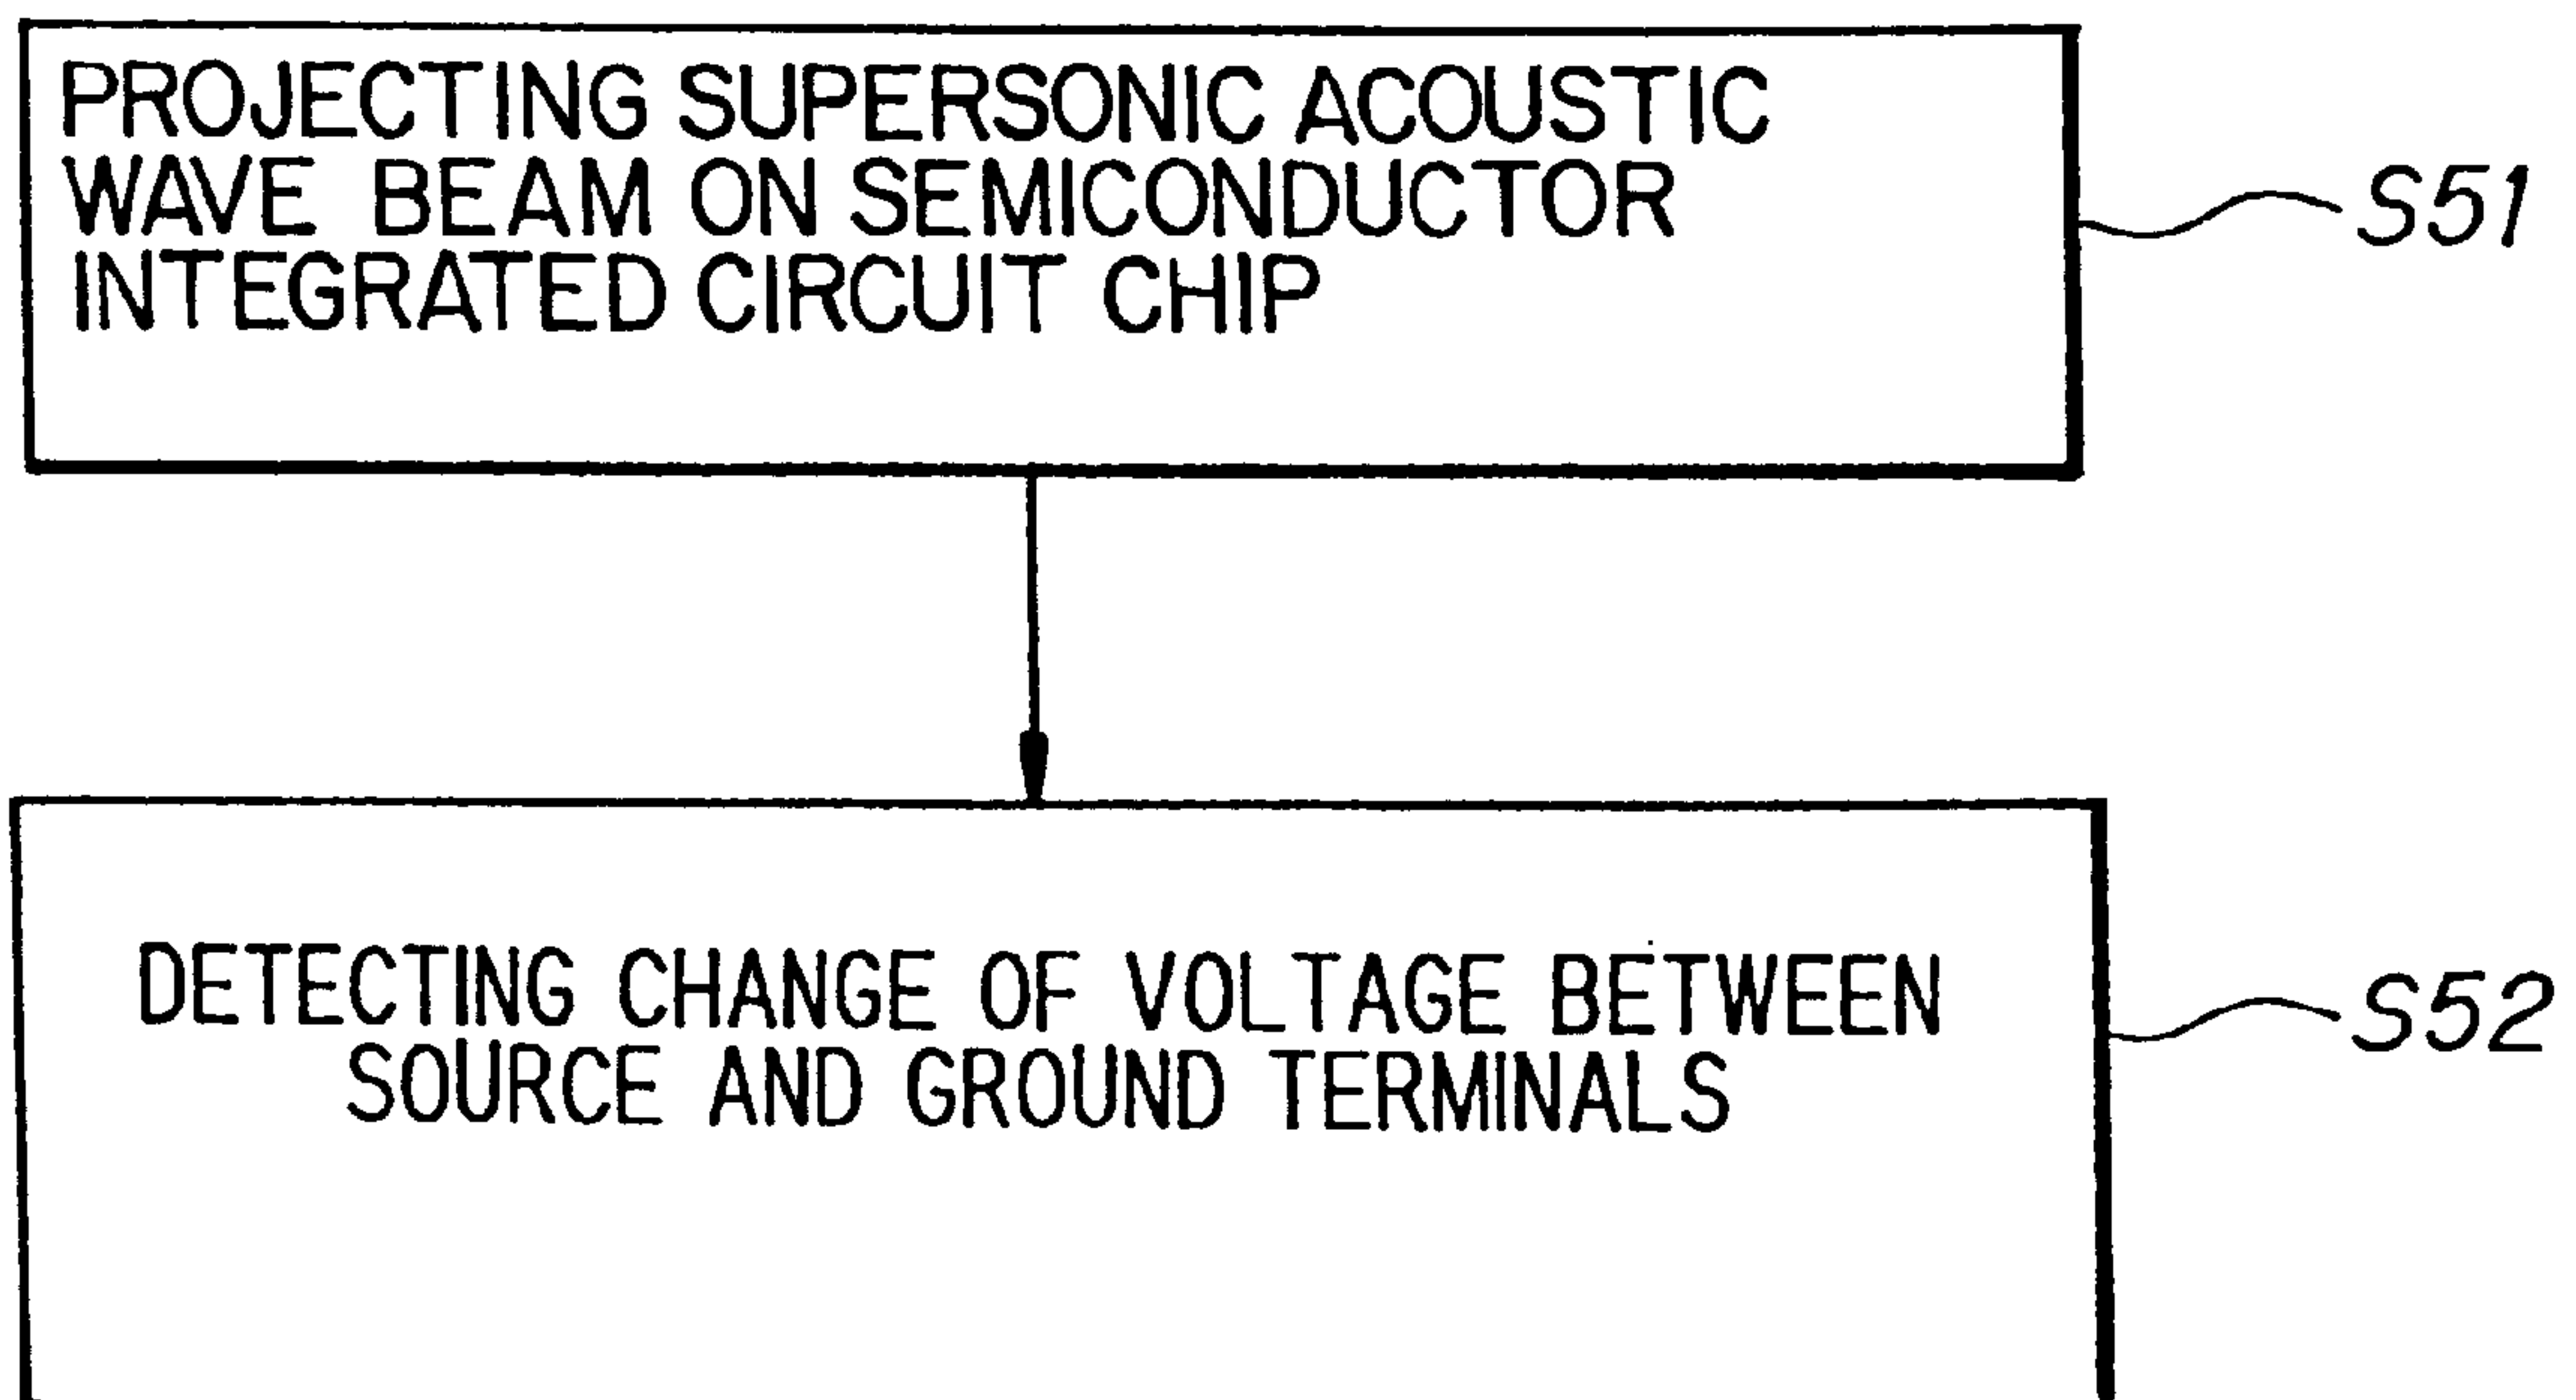 PROJECTING SUPERSONIC ACOUSTIC
WAVE BEAM ON SEMICONDUCTOR
INTEGRATED CIRCUIT CHIP
S51
DETECTING CHANGE OF VOLTAGE BETWEEN
SOURCE AND GROUND TERMINALS
S52